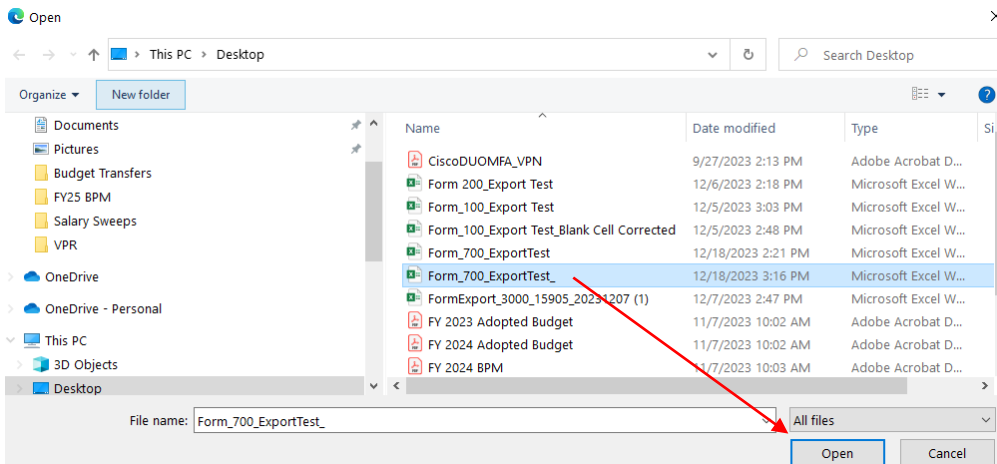 Open
This PC > Desktop
Search Desktop
Organize
New folder
Documents
Pictures
Budget Transfers
FY25 BPM
Salary Sweeps
VPR
OneDrive
OneDrive - Personal
This PC
3D Objects
Desktop
Name Date modified Type Si
CiscoDUOMFA_VPN 9/27/2023 2:13 PM Adobe Acrobat D...
Form 200_Export Test 12/6/2023 2:18 PM Microsoft Excel W...
Form_100_Export Test 12/5/2023 3:03 PM Microsoft Excel W...
Form_100_Export Test_Blank Cell Corrected 12/5/2023 2:48 PM Microsoft Excel W...
Form_700_ExportTest 12/18/2023 2:21 PM Microsoft Excel W...
Form_700_ExportTest_ 12/18/2023 3:16 PM Microsoft Excel W...
FormExport_3000_15905_20231207 (1) 12/7/2023 2:47 PM Microsoft Excel W...
FY 2023 Adopted Budget 11/7/2023 10:02 AM Adobe Acrobat D...
FY 2024 Adopted Budget 11/7/2023 10:02 AM Adobe Acrobat D...
FY 2024 BPM 11/7/2023 10:03 AM Adobe Acrobat D...
File name: Form_700_ExportTest_
All files
Open
Cancel